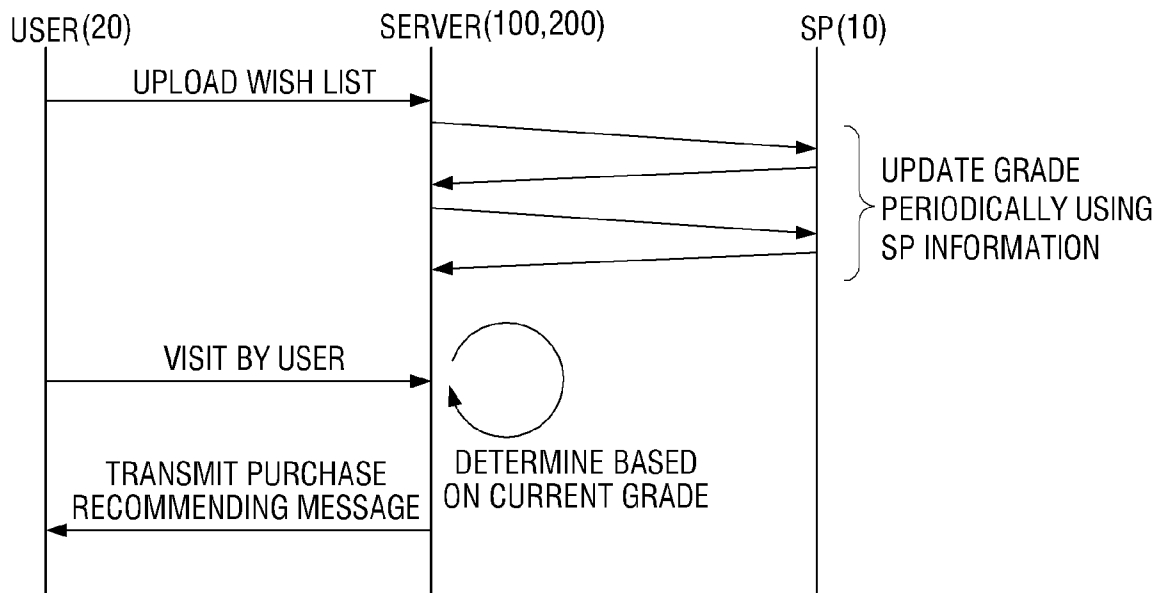 USER(20)
SERVER(100,200)
SP(10)
UPLOAD WISH LIST
UPDATE GRADE
PERIODICALLY USING
SP INFORMATION
VISIT BY USER
DETERMINE BASED
ON CURRENT GRADE
TRANSMIT PURCHASE
RECOMMENDING MESSAGE